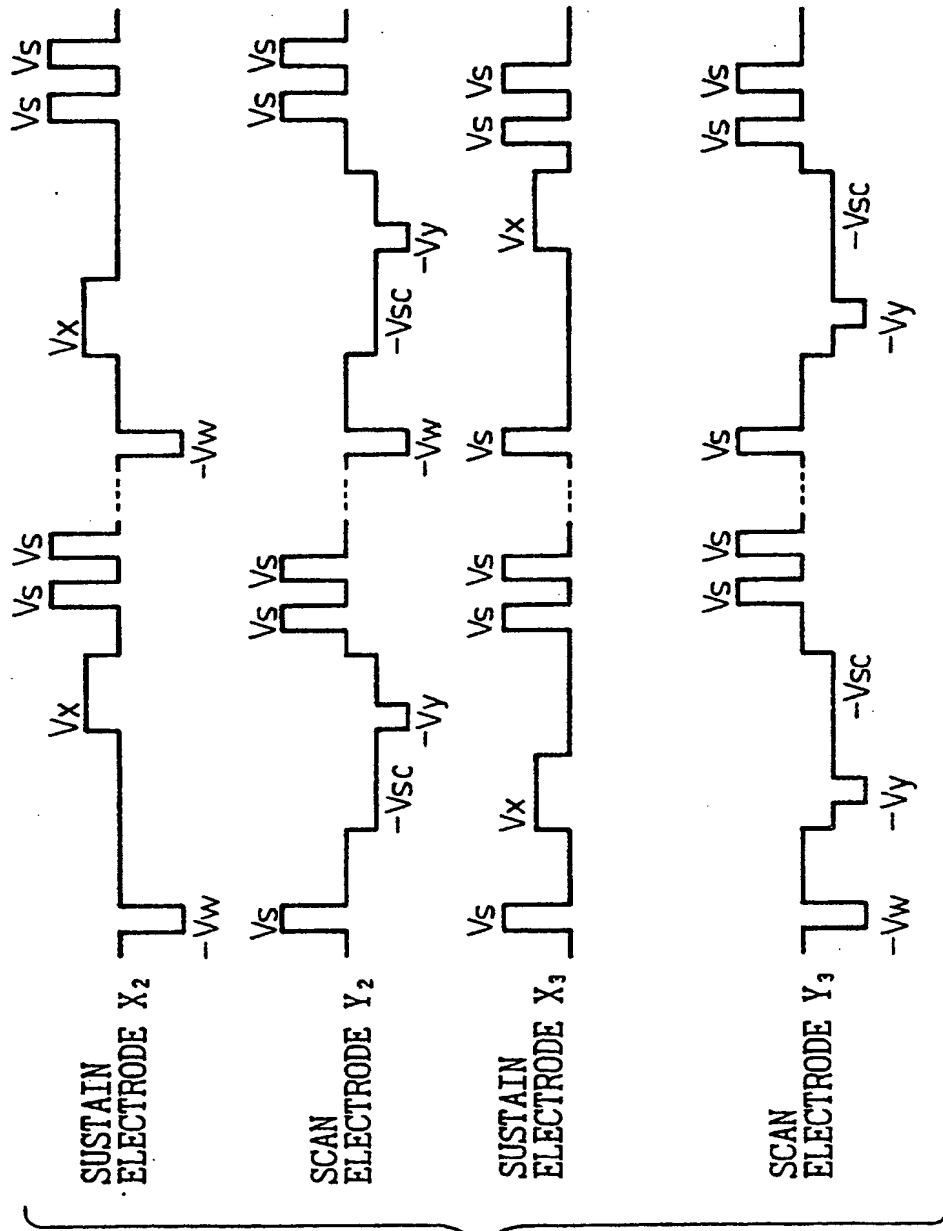 SUSTAIN
ELECTRODE X₂
-Vw
Vx
Vs
Vs
-Vw
Vx
Vs
Vs
SCAN
ELECTRODE Y₂
Vs
-Vsc
-Vy
Vs
Vs
-Vw
-Vsc
-Vy
Vs
Vs
SUSTAIN
ELECTRODE X₃
Vs
Vx
Vs
Vs
Vs
Vx
Vs
Vs
SCAN
ELECTRODE Y₃
-Vw
-Vy
-Vsc
Vs
Vs
Vs
-Vy
-Vsc
Vs
Vs